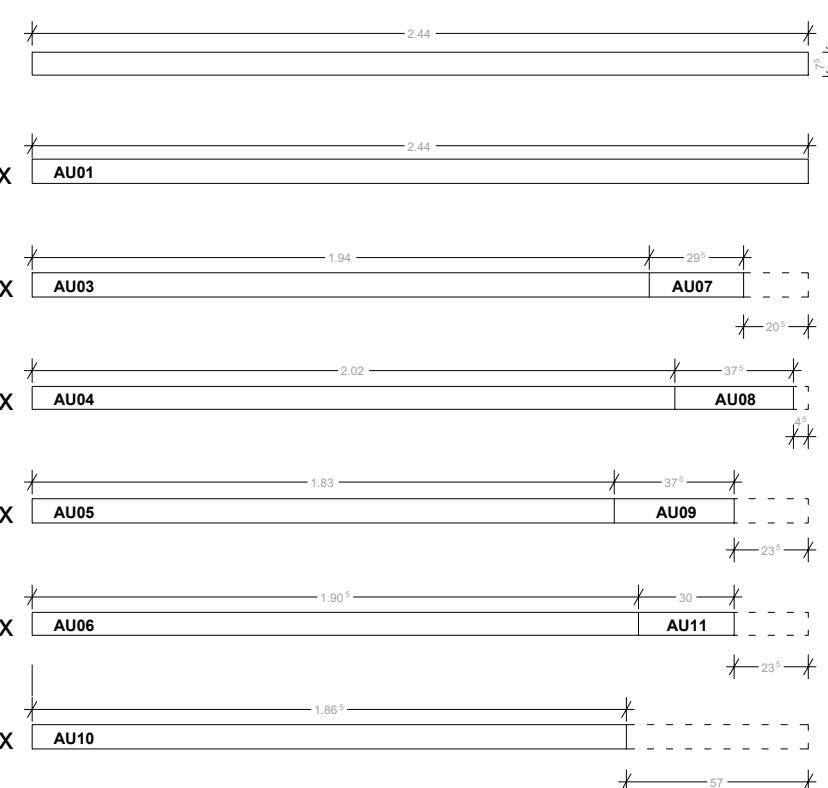 2.44
7⁵
2.44
x AU01
1.94 29⁵
x AU03 AU07
20⁵
2.02 37⁵
x AU04 AU08
4⁵
1.83 37⁵
x AU05 AU09
23⁵
1.90⁵ 30
x AU06 AU11
23⁵
1.86⁵
x AU10
57